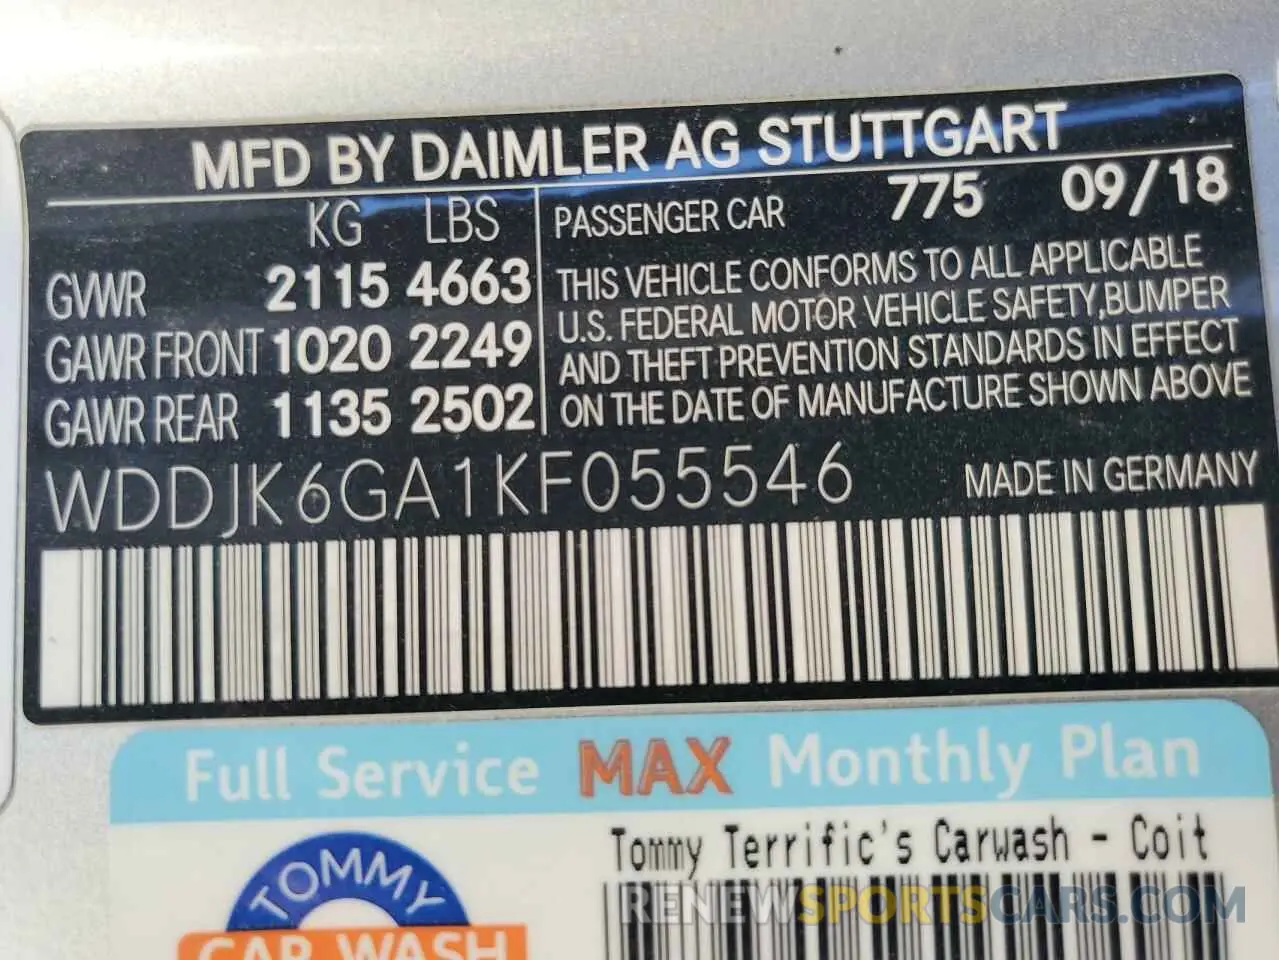 MFD BY DAIMLER AG STUTTGART
KG LBS
GVWR 2115 4663
GAWR FRONT 1020 2249
GAWR REAR 1135 2502
PASSENGER CAR 775 09/18
THIS VEHICLE CONFORMS TO ALL APPLICABLE
U.S. FEDERAL MOTOR VEHICLE SAFETY,BUMPER
AND THEFT PREVENTION STANDARDS IN EFFECT
ON THE DATE OF MANUFACTURE SHOWN ABOVE
WDDJK6GA1KF055546 MADE IN GERMANY
Full Service MAX Monthly Plan
Tommy Terrific's Carwash - Coit
TOMMY
CAR WASH
RENEWSPORTSCARS.COM